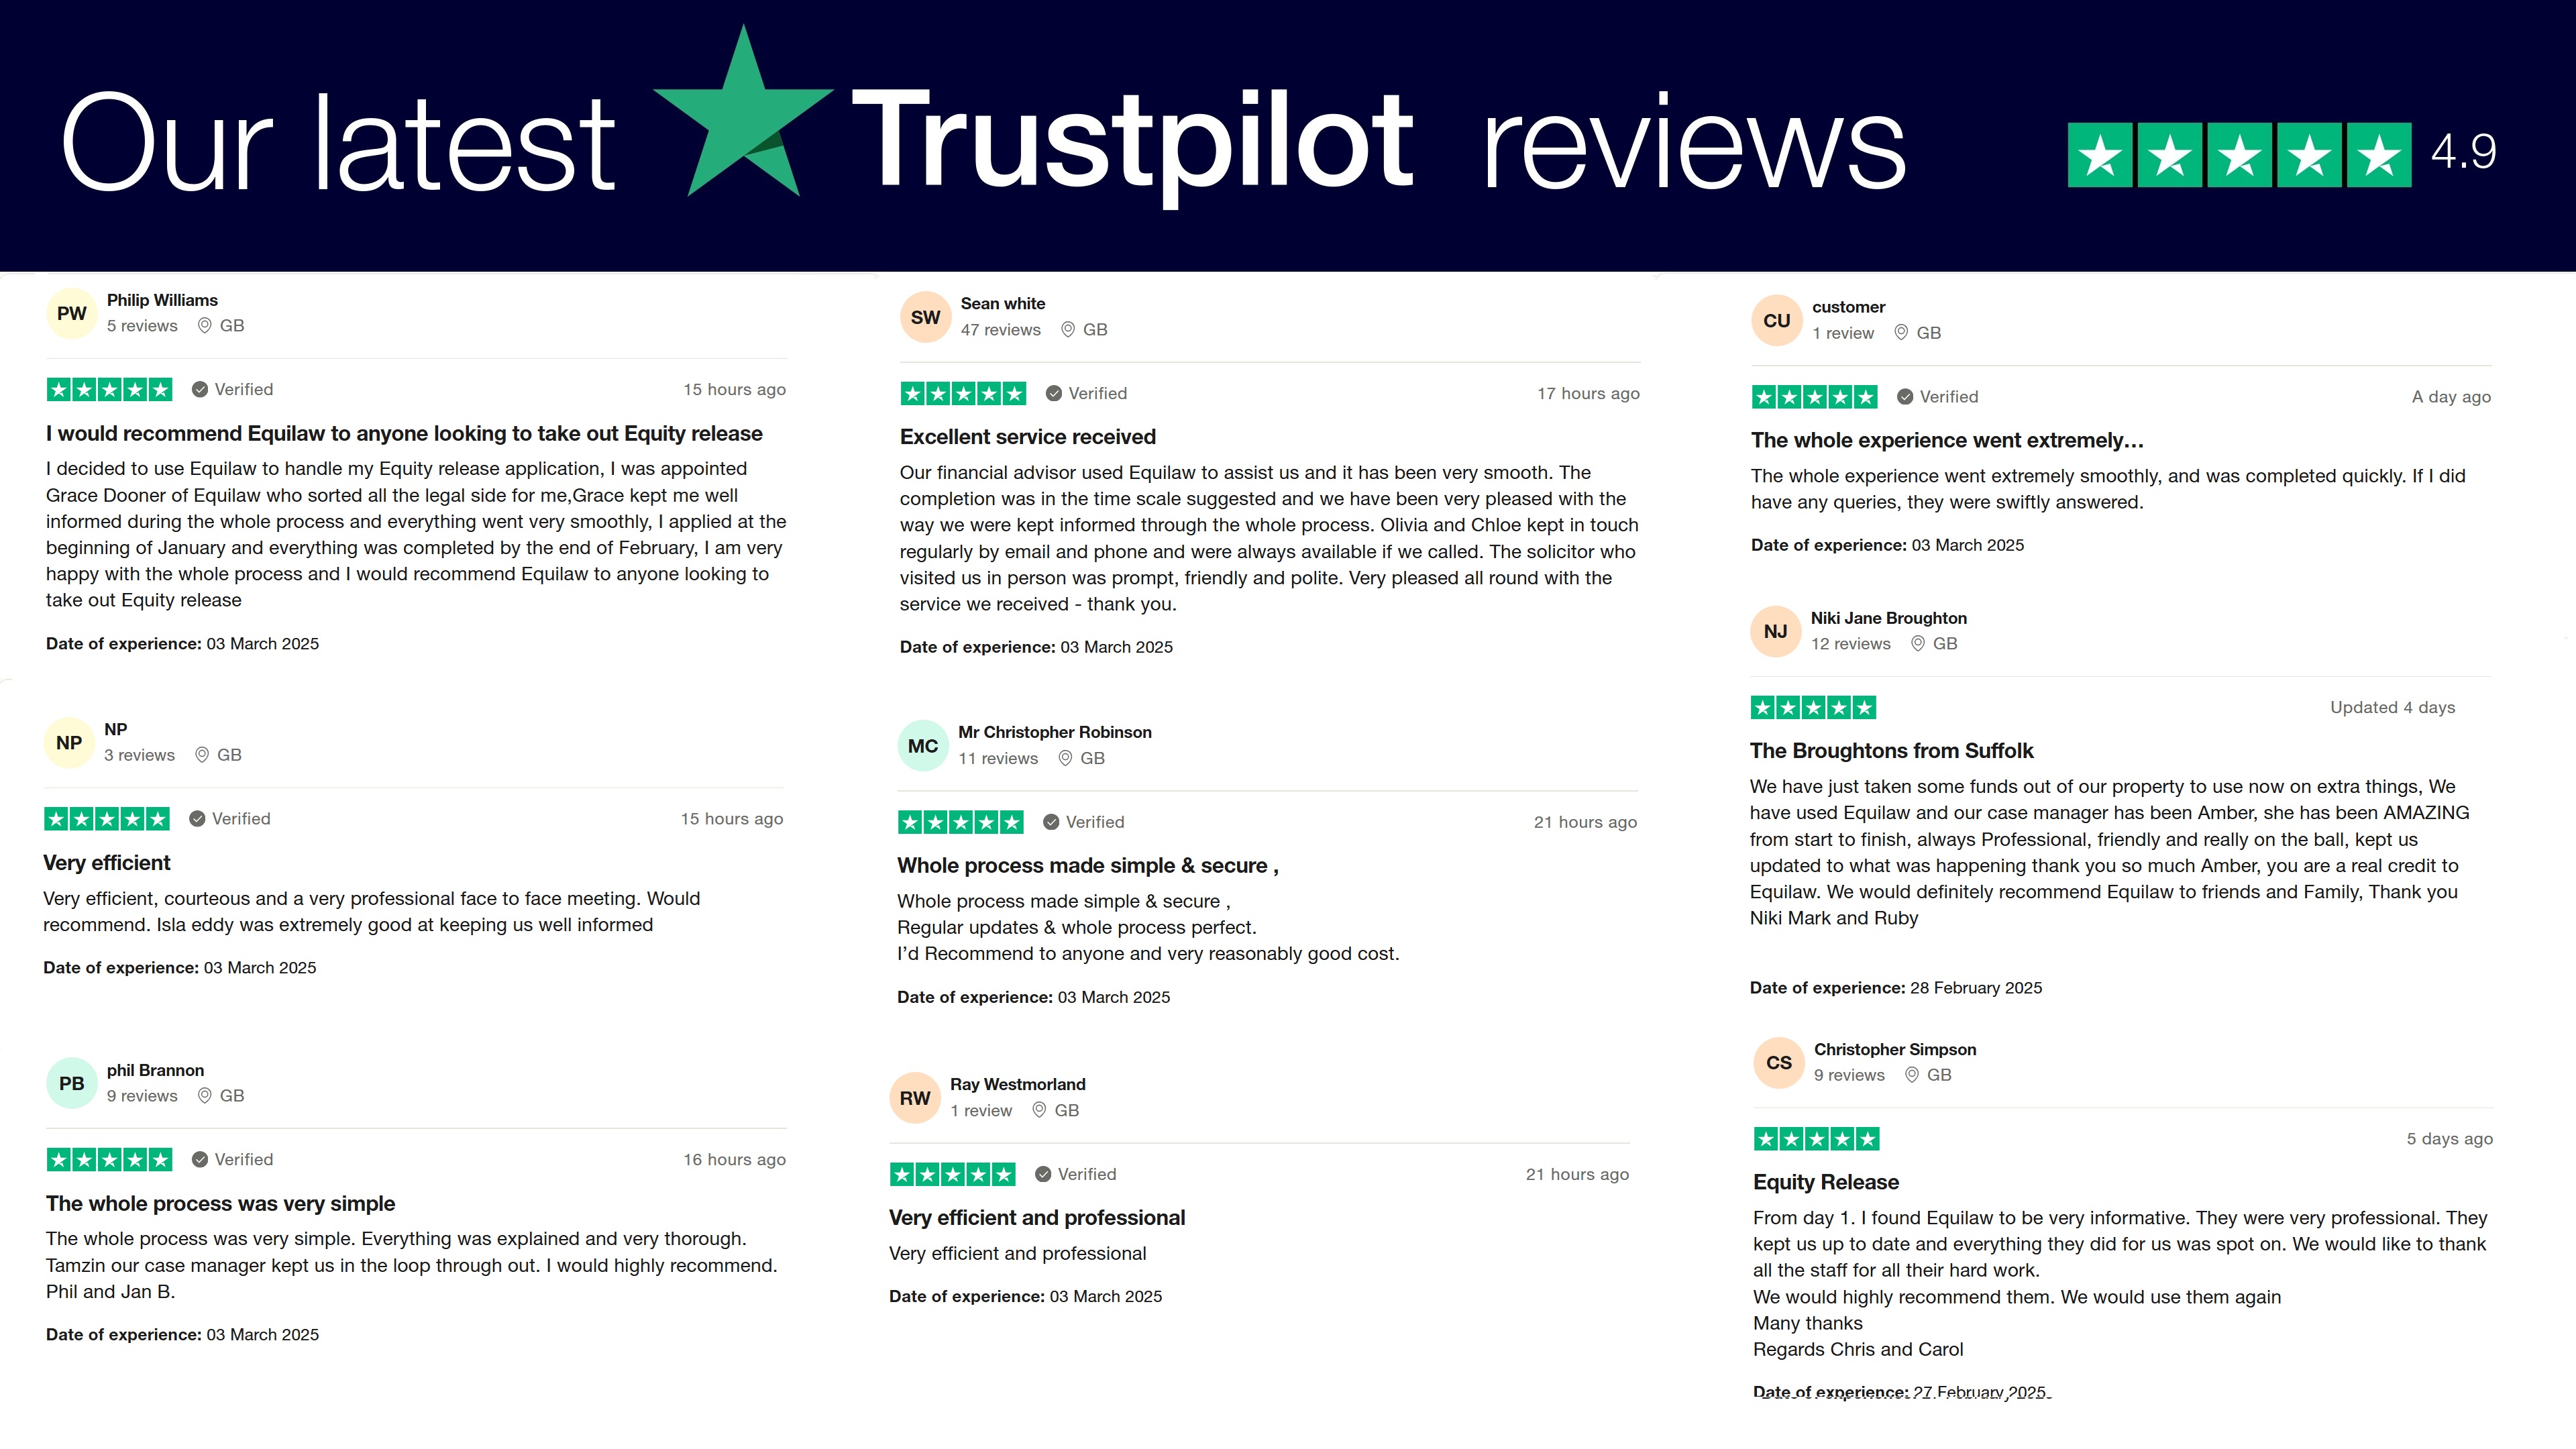 Our latest Trustpilot reviews 4.9
PW
Philip Williams
5 reviews GB
Verified 15 hours ago
I would recommend Equilaw to anyone looking to take out Equity release
I decided to use Equilaw to handle my Equity release application, I was appointed
Grace Dooner of Equilaw who sorted all the legal side for me,Grace kept me well
informed during the whole process and everything went very smoothly, I applied at the
beginning of January and everything was completed by the end of February, I am very
happy with the whole process and I would recommend Equilaw to anyone looking to
take out Equity release
Date of experience: 03 March 2025
NP
NP
3 reviews GB
Verified 15 hours ago
Very efficient
Very efficient, courteous and a very professional face to face meeting. Would
recommend. Isla eddy was extremely good at keeping us well informed
Date of experience: 03 March 2025
PB
phil Brannon
9 reviews GB
Verified 16 hours ago
The whole process was very simple
The whole process was very simple. Everything was explained and very thorough.
Tamzin our case manager kept us in the loop through out. I would highly recommend.
Phil and Jan B.
Date of experience: 03 March 2025
SW
Sean white
47 reviews GB
Verified 17 hours ago
Excellent service received
Our financial advisor used Equilaw to assist us and it has been very smooth. The
completion was in the time scale suggested and we have been very pleased with the
way we were kept informed through the whole process. Olivia and Chloe kept in touch
regularly by email and phone and were always available if we called. The solicitor who
visited us in person was prompt, friendly and polite. Very pleased all round with the
service we received - thank you.
Date of experience: 03 March 2025
MC
Mr Christopher Robinson
11 reviews GB
Verified 21 hours ago
Whole process made simple & secure ,
Whole process made simple & secure ,
Regular updates & whole process perfect.
I’d Recommend to anyone and very reasonably good cost.
Date of experience: 03 March 2025
RW
Ray Westmorland
1 review GB
Verified 21 hours ago
Very efficient and professional
Very efficient and professional
Date of experience: 03 March 2025
CU
customer
1 review GB
Verified A day ago
The whole experience went extremely…
The whole experience went extremely smoothly, and was completed quickly. If I did
have any queries, they were swiftly answered.
Date of experience: 03 March 2025
NJ
Niki Jane Broughton
12 reviews GB
Updated 4 days
The Broughtons from Suffolk
We have just taken some funds out of our property to use now on extra things, We
have used Equilaw and our case manager has been Amber, she has been AMAZING
from start to finish, always Professional, friendly and really on the ball, kept us
updated to what was happening thank you so much Amber, you are a real credit to
Equilaw. We would definitely recommend Equilaw to friends and Family, Thank you
Niki Mark and Ruby
Date of experience: 28 February 2025
CS
Christopher Simpson
9 reviews GB
5 days ago
Equity Release
From day 1. I found Equilaw to be very informative. They were very professional. They
kept us up to date and everything they did for us was spot on. We would like to thank
all the staff for all their hard work.
We would highly recommend them. We would use them again
Many thanks
Regards Chris and Carol
Date of experience: 27 February 2025